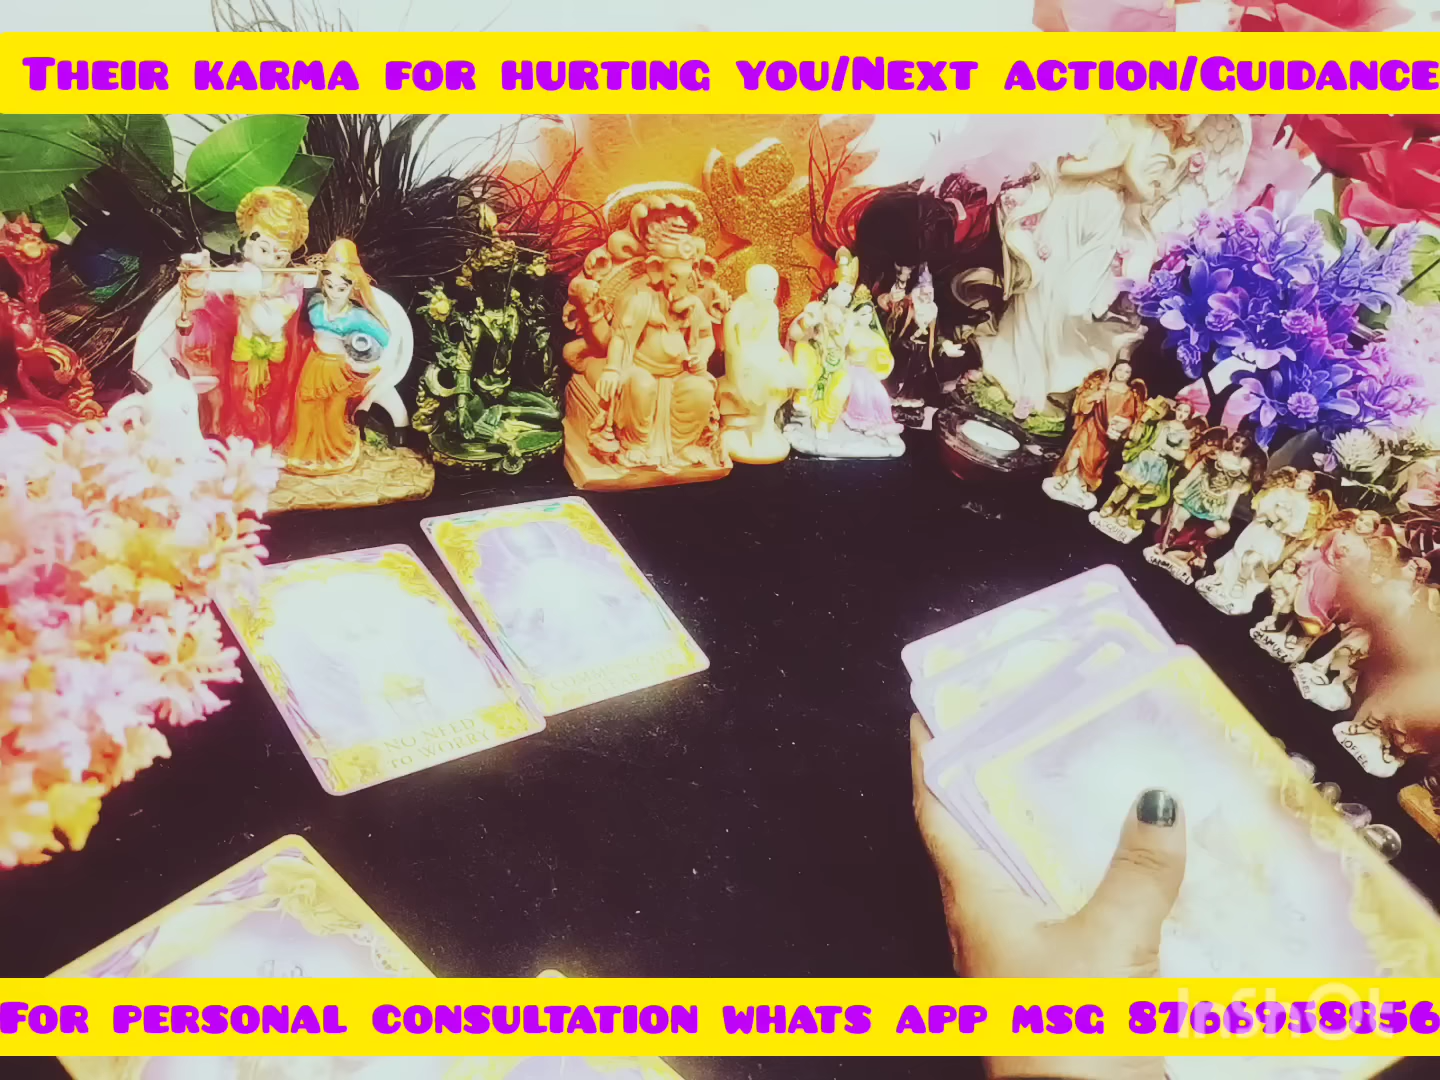 Their karma for hurting you/Next action/Guidance
NO NEED
TO WORRY
For personal consultation whats app msg 8766958856
InShOt